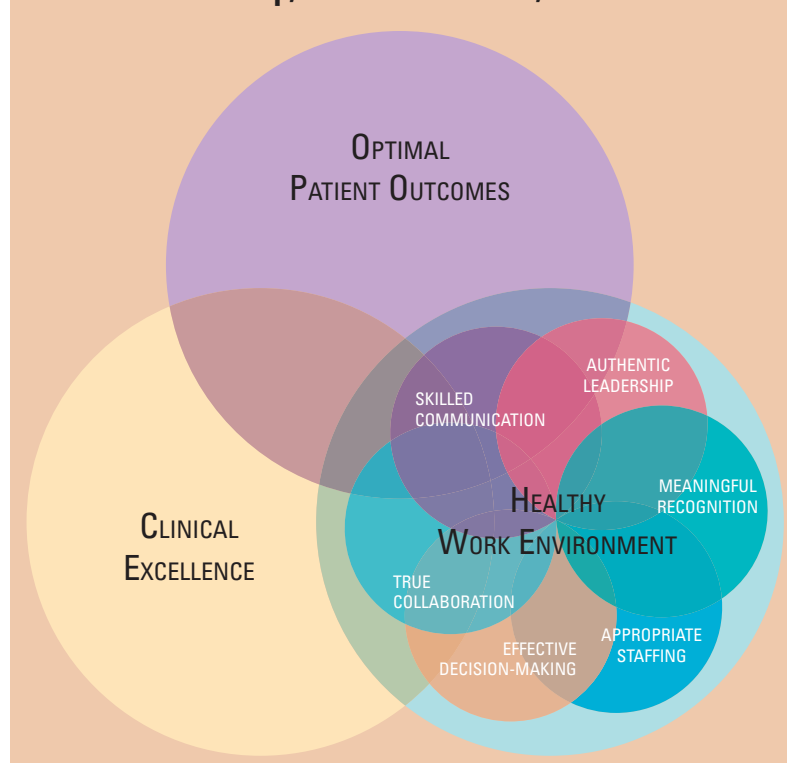 OPTIMAL
PATIENT OUTCOMES
AUTHENTIC
LEADERSHIP
SKILLED
COMMUNICATION
MEANINGFUL
RECOGNITION
HEALTHY
WORK ENVIRONMENT
CLINICAL
EXCELLENCE
TRUE
COLLABORATION
EFFECTIVE
DECISION-MAKING
APPROPRIATE
STAFFING